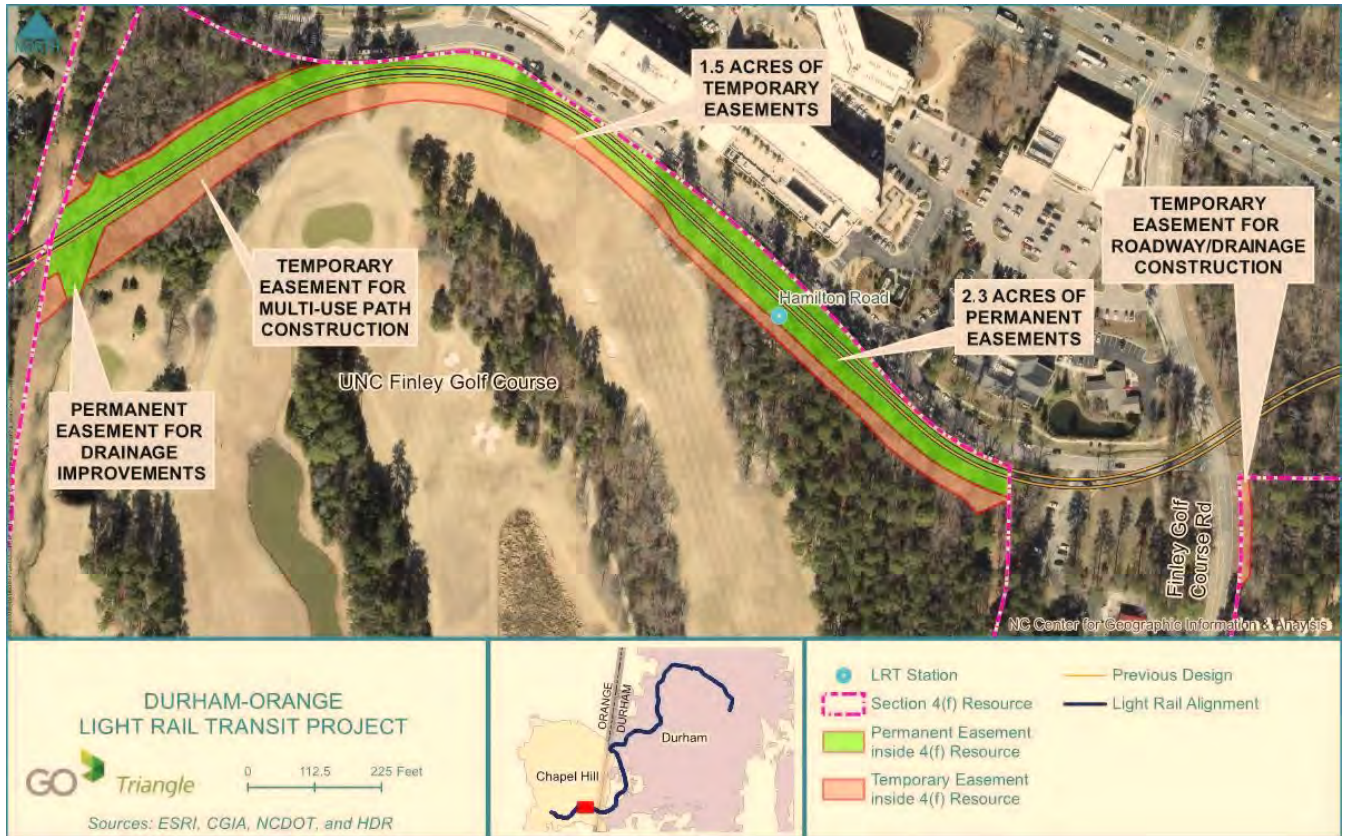 NORTH
1.5 ACRES OF
TEMPORARY
EASEMENTS
TEMPORARY
EASEMENT FOR
ROADWAY/DRAINAGE
CONSTRUCTION
TEMPORARY
EASEMENT FOR
MULTI-USE PATH
CONSTRUCTION
Hamilton Road
2.3 ACRES OF
PERMANENT
EASEMENTS
UNC Finley Golf Course
PERMANENT
EASEMENT FOR
DRAINAGE
IMPROVEMENTS
Finley Golf
Course Rd
NC Center for Geographic Information & Analysis
DURHAM-ORANGE
LIGHT RAIL TRANSIT PROJECT
GO Triangle
0 112.5 225 Feet
Sources: ESRI, CGIA, NCDOT, and HDR
ORANGE
DURHAM
Durham
Chapel Hill
LRT Station
Section 4(f) Resource
Permanent Easement
inside 4(f) Resource
Temporary Easement
inside 4(f) Resource
Previous Design
Light Rail Alignment